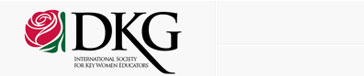 DKG
INTERNATIONAL SOCIETY
FOR KEY WOMEN EDUCATORS